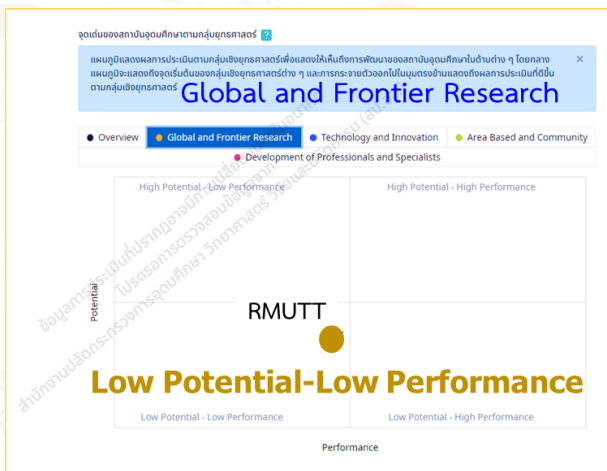 จุดเด่นของสถาบันอุดมศึกษาตามกลุ่มยุทธศาสตร์ ?
แผนภูมิแสดงผลการประเมินตามกลุ่มเชิงยุทธศาสตร์เพื่อแสดงให้เห็นถึงการพัฒนาของสถาบันอุดมศึกษาในด้านต่าง ๆ โดยกลาง
แผนภูมิจะแสดงถึงจุดเริ่มต้นของกลุ่มเชิงยุทธศาสตร์ต่าง ๆ และการกระจายตัวออกไปในมุมตรงข้ามแสดงถึงผลการประเมินที่ดีขึ้น
ตามกลุ่มเชิงยุทธศาสตร์
Global and Frontier Research
Overview
Global and Frontier Research
Technology and Innovation
Area Based and Community
Development of Professionals and Specialists
High Potential - Low Performance
High Potential - High Performance
Potential
RMUTT
Low Potential-Low Performance
Low Potential - Low Performance
Low Potential - High Performance
Performance